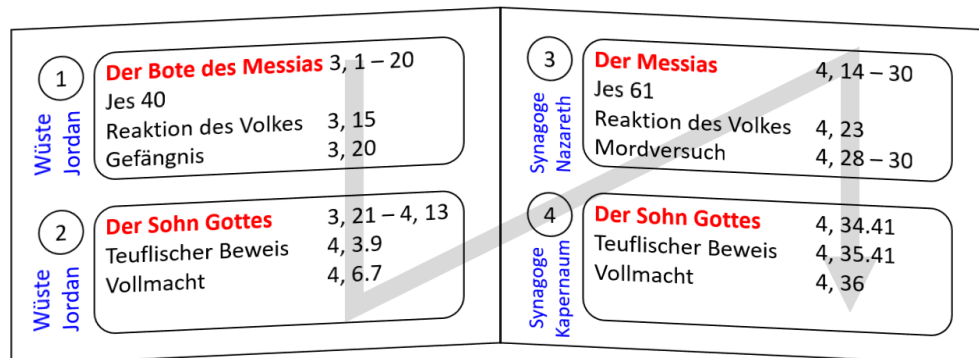 1
Wüste
Jordan
Der Bote des Messias 3, 1 – 20
Jes 40
Reaktion des Volkes 3, 15
Gefängnis 3, 20
2
Wüste
Jordan
Der Sohn Gottes 3, 21 – 4, 13
Teuflischer Beweis 4, 3.9
Vollmacht 4, 6.7
3
Synagoge
Nazareth
Der Messias 4, 14 – 30
Jes 61
Reaktion des Volkes 4, 23
Mordversuch 4, 28 – 30
4
Synagoge
Kapernaum
Der Sohn Gottes 4, 34.41
Teuflischer Beweis 4, 35.41
Vollmacht 4, 36